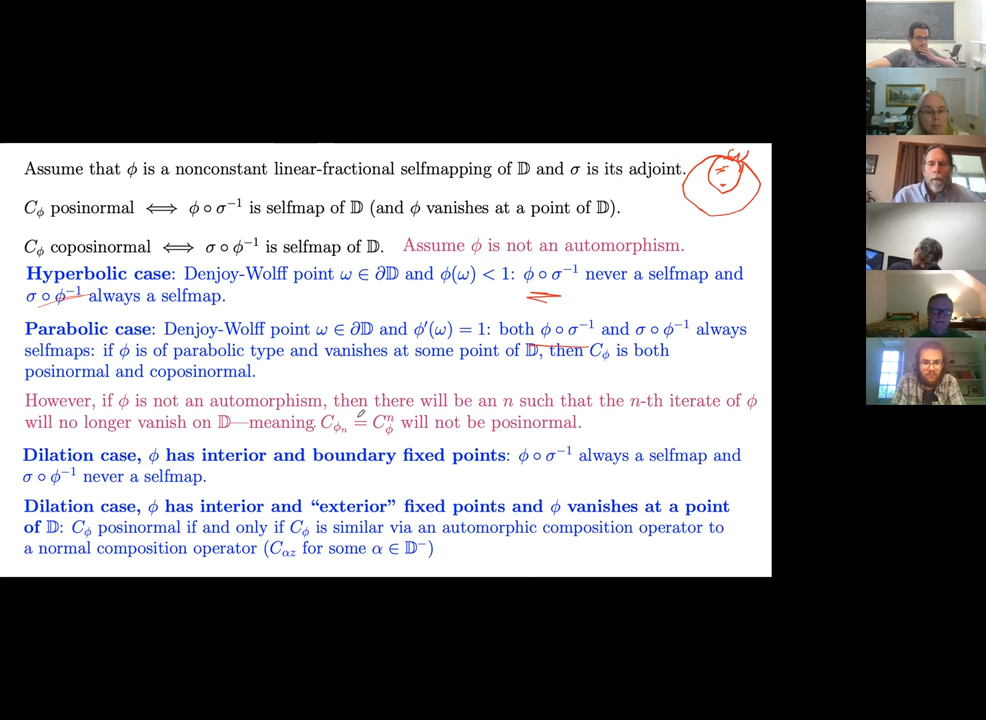 Assume that ϕ is a nonconstant linear-fractional selfmapping of 𝔻 and σ is its adjoint.
C_ϕ posinormal ⟺ ϕ ∘ σ⁻¹ is selfmap of 𝔻 (and ϕ vanishes at a point of 𝔻).
C_ϕ coposinormal ⟺ σ ∘ ϕ⁻¹ is selfmap of 𝔻. Assume ϕ is not an automorphism.
Hyperbolic case: Denjoy-Wolff point ω ∈ ∂𝔻 and ϕ(ω) < 1: ϕ ∘ σ⁻¹ never a selfmap and
σ ∘ ϕ⁻¹ always a selfmap.
Parabolic case: Denjoy-Wolff point ω ∈ ∂𝔻 and ϕ′(ω) = 1: both ϕ ∘ σ⁻¹ and σ ∘ ϕ⁻¹ always
selfmaps: if ϕ is of parabolic type and vanishes at some point of 𝔻, then C_ϕ is both
posinormal and coposinormal.
However, if ϕ is not an automorphism, then there will be an n such that the n-th iterate of ϕ
will no longer vanish on 𝔻—meaning C_{ϕ_n} = C_ϕ^n will not be posinormal.
Dilation case, ϕ has interior and boundary fixed points: ϕ ∘ σ⁻¹ always a selfmap and
σ ∘ ϕ⁻¹ never a selfmap.
Dilation case, ϕ has interior and “exterior” fixed points and ϕ vanishes at a point
of 𝔻: C_ϕ posinormal if and only if C_ϕ is similar via an automorphic composition operator to
a normal composition operator (C_{αz} for some α ∈ 𝔻⁻)